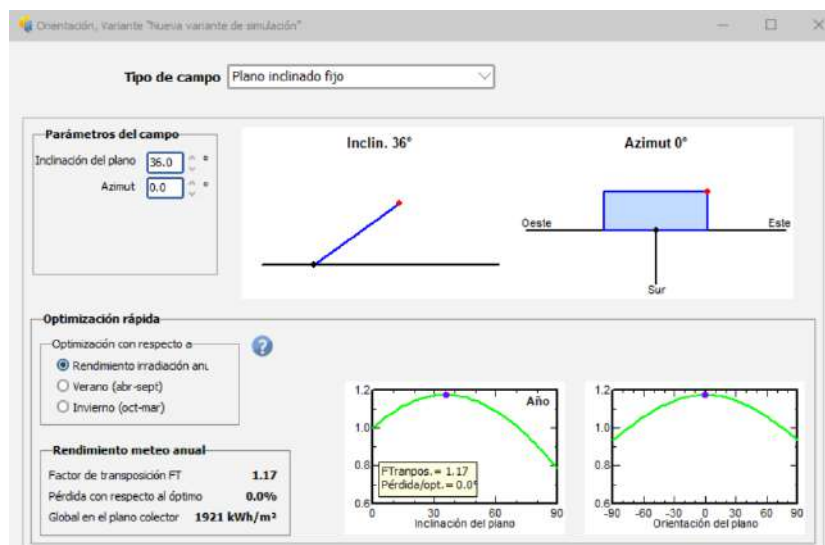 Orientación, Variante "Nueva variante de simulación"
Tipo de campo Plano inclinado fijo
Parámetros del campo
Inclinación del plano 36.0 °
Azimut 0.0 °
Inclin. 36°
Azimut 0°
Oeste
Este
Sur
Optimización rápida
Optimización con respecto a
?
Rendimiento irradiación anu.
Verano (abr-sept)
Invierno (oct-mar)
Rendimiento meteo anual
Factor de transposición FT 1.17
Pérdida con respecto al óptimo 0.0%
Global en el plano colector 1921 kWh/m²
1.2
1.0
0.8
0.6
Año
FTranpos.= 1.17
Pérdida/opt.= 0.0°
0 30 60 90
Inclinación del plano
1.2
1.0
0.8
0.6
-90 -60 -30 0 30 60 90
Orientación del plano